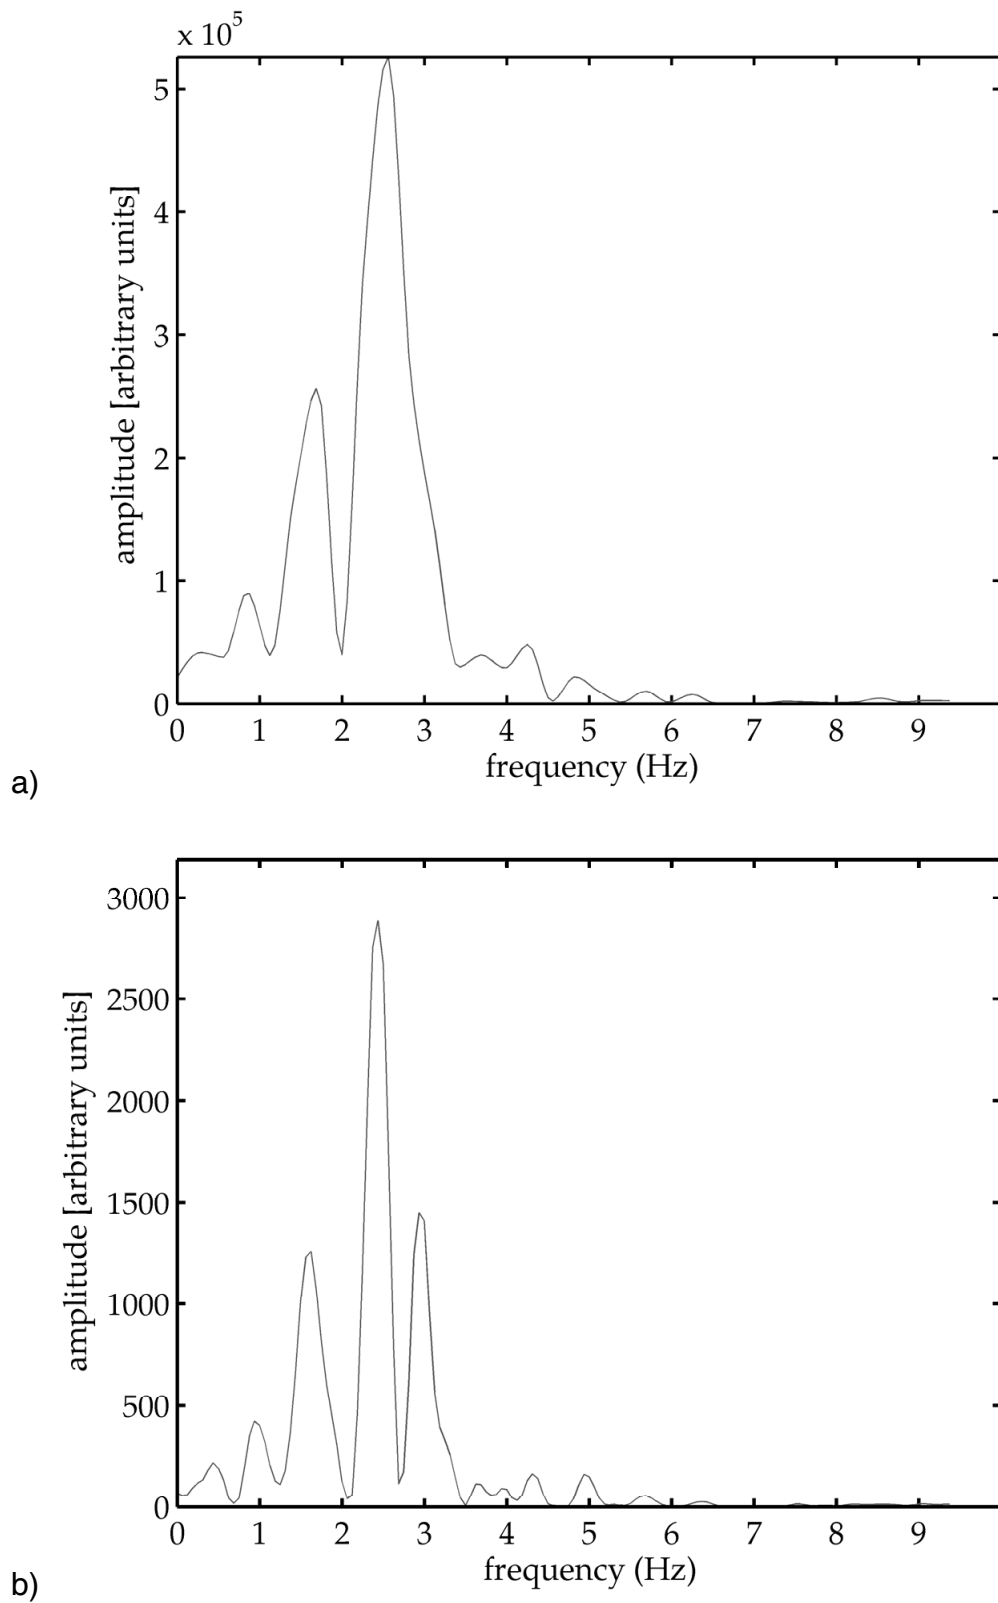 x 10⁵
5
4
3
2
1
0
amplitude [arbitrary units]
0 1 2 3 4 5 6 7 8 9
frequency (Hz)
a)
3000
2500
2000
1500
1000
500
0
amplitude [arbitrary units]
0 1 2 3 4 5 6 7 8 9
frequency (Hz)
b)